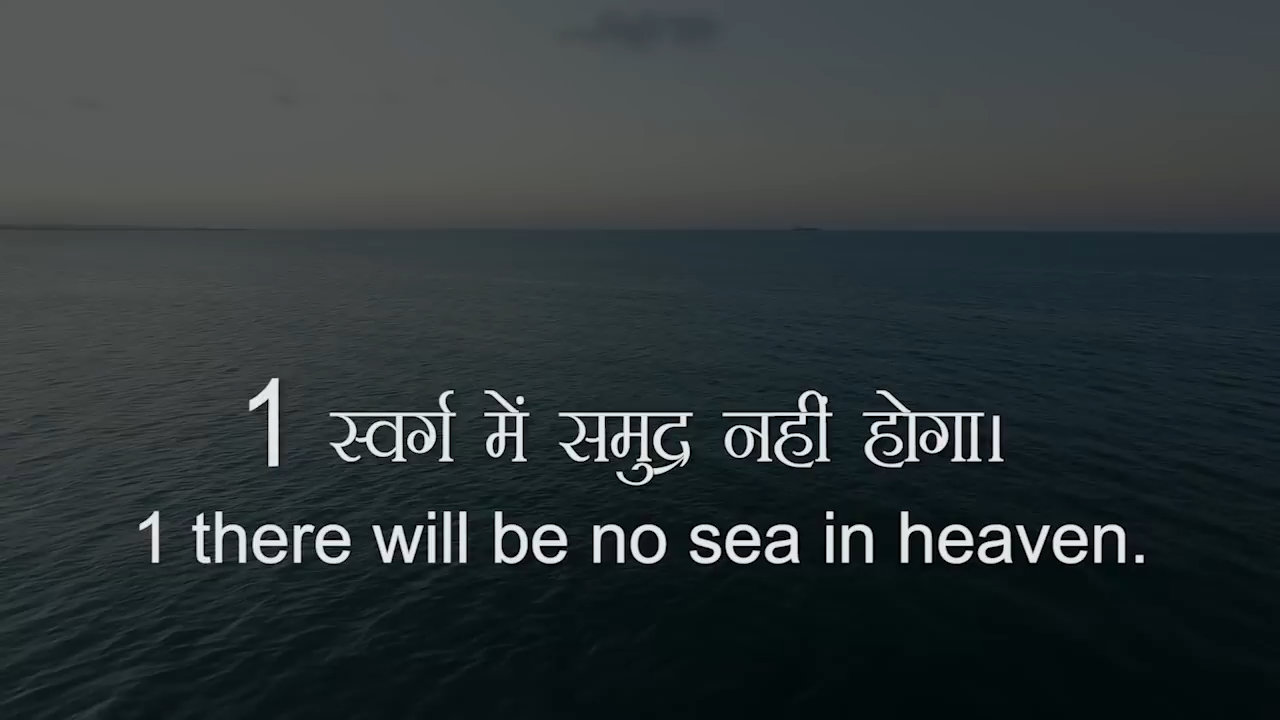 1 स्वर्ग में समुद्र नहीं होगा।
1 there will be no sea in heaven.